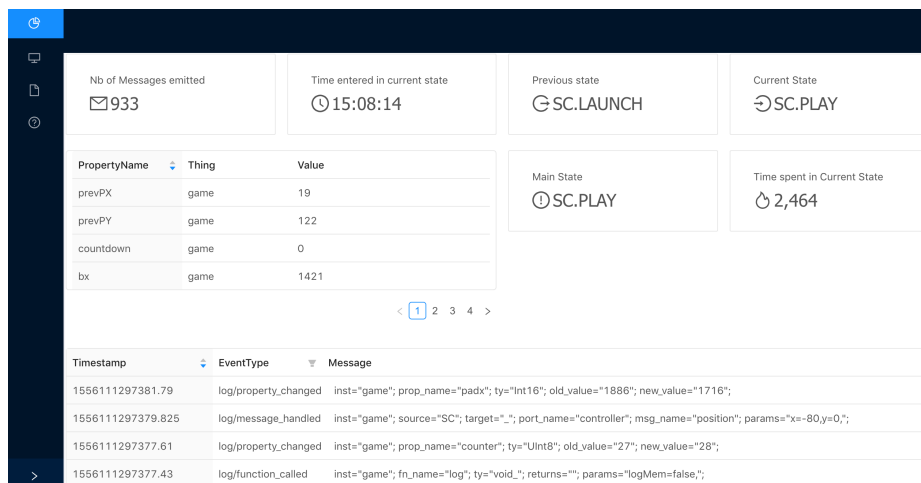 Nb of Messages emitted
933
Time entered in current state
15:08:14
Previous state
SC.LAUNCH
Current State
SC.PLAY
PropertyName Thing Value
prevPX game 19
prevPY game 122
countdown game 0
bx game 1421
Main State
SC.PLAY
Time spent in Current State
2,464
< 1 2 3 4 >
Timestamp EventType Message
1556111297381.79 log/property_changed inst="game"; prop_name="padx"; ty="Int16"; old_value="1886"; new_value="1716";
1556111297379.825 log/message_handled inst="game"; source="SC"; target="_"; port_name="controller"; msg_name="position"; params="x=-80,y=0,";
1556111297377.61 log/property_changed inst="game"; prop_name="counter"; ty="UInt8"; old_value="27"; new_value="28";
1556111297377.43 log/function_called inst="game"; fn_name="log"; ty="void_"; returns=""; params="logMem=false,";